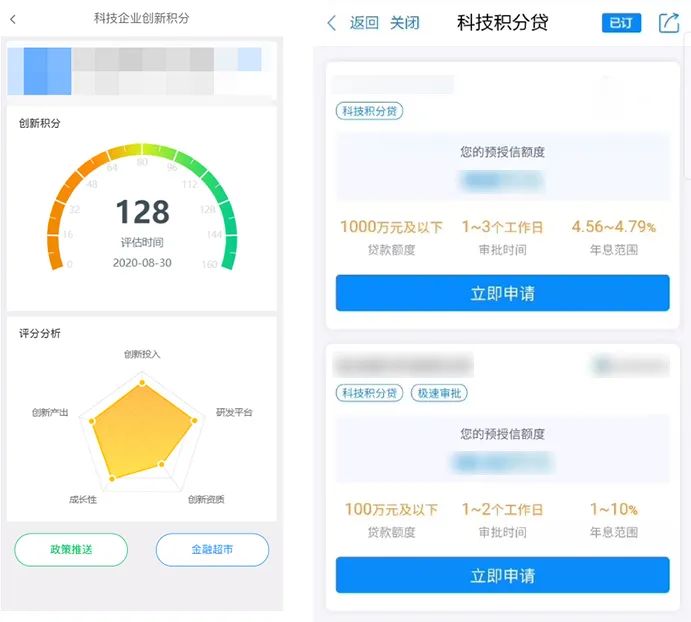 科技企业创新积分
创新积分
0
16
32
48
64
80
96
112
128
144
160
128
评估时间
2020-08-30
评分分析
创新投入
创新产出
研发平台
成长性
创新资质
政策推送
金融超市
返回 关闭
科技积分贷
已订
科技积分贷
您的预授信额度
1000万元及以下 1~3个工作日 4.56~4.79%
贷款额度 审批时间 年息范围
立即申请
科技积分贷 极速审批
您的预授信额度
100万元及以下 1~2个工作日 1~10%
贷款额度 审批时间 年息范围
立即申请